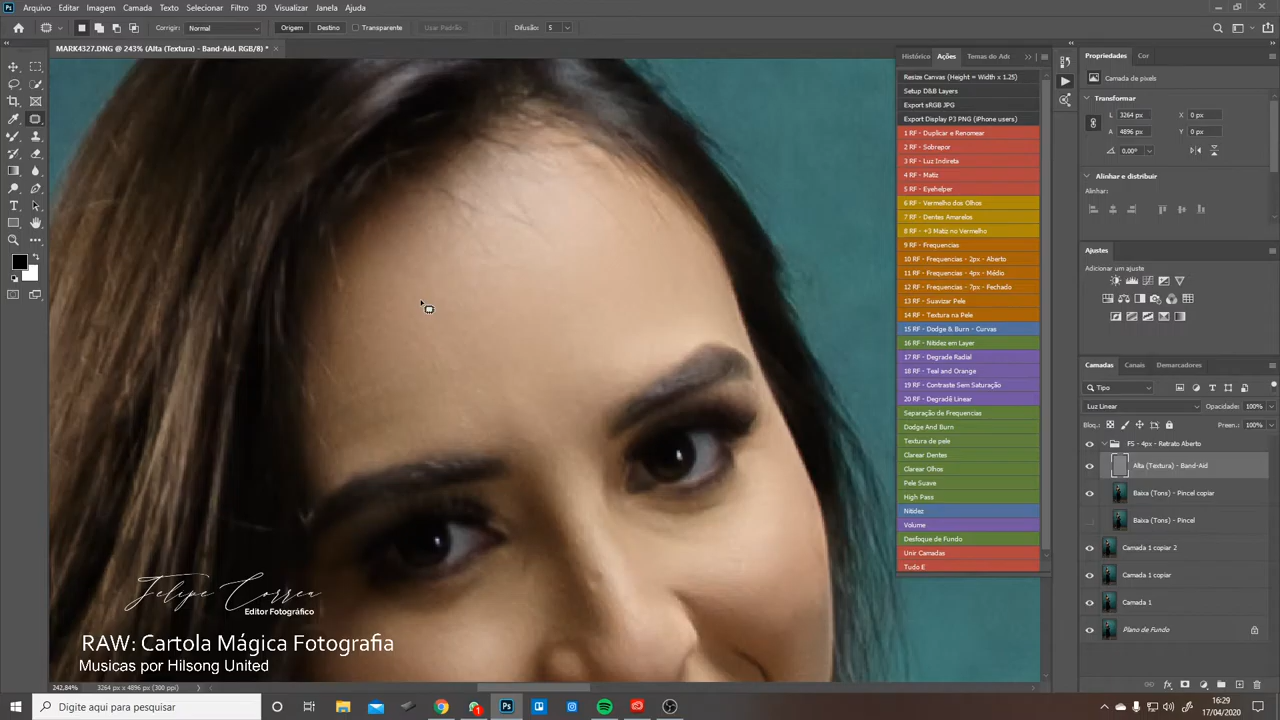 Arquivo Editar Imagem Camada Texto Selecionar Filtro 3D Visualizar Janela Ajuda
Corrigir: Normal Origem Destino Transparente Usar Padrão Difusão: 5
MARK4327.DNG @ 243% (Alta (Textura) - Band-Aid, RGB/8) *
Histórico Ações Temas do Ad
Resize Canvas (Height = Width x 1.25)
Setup D&B Layers
Export sRGB JPG
Export Display P3 PNG (iPhone users)
1 RF - Duplicar e Renomear
2 RF - Sobrepor
3 RF - Luz Indireta
4 RF - Matiz
5 RF - Eyehelper
6 RF - Vermelho dos Olhos
7 RF - Dentes Amarelos
8 RF - +3 Matiz no Vermelho
9 RF - Frequencias
10 RF - Frequencias - 2px - Aberto
11 RF - Frequencias - 4px - Médio
12 RF - Frequencias - 7px - Fechado
13 RF - Suavizar Pele
14 RF - Textura na Pele
15 RF - Dodge & Burn - Curvas
16 RF - Nitidez em Layer
17 RF - Degrade Radial
18 RF - Teal and Orange
19 RF - Contraste Sem Saturação
20 RF - Degradê Linear
Separação de Frequencias
Dodge And Burn
Textura de pele
Clarear Dentes
Clarear Olhos
Pele Suave
High Pass
Nitidez
Volume
Desfoque de Fundo
Unir Camadas
Tudo E
Propriedades Cor
Camada de pixels
Transformar
L 3264 px X 0 px
A 4896 px Y 0 px
0,00°
Alinhar e distribuir
Alinhar:
Ajustes
Adicionar um ajuste
Camadas Canais Demarcadores
Tipo
Luz Linear Opacidade: 100%
Bloq.: Preen.: 100%
FS - 4px - Retrato Aberto
Alta (Textura) - Band-Aid
Baixa (Tons) - Pincel copiar
Baixa (Tons) - Pincel
Camada 1 copiar 2
Camada 1 copiar
Camada 1
Plano de Fundo
Felipe Correa
Editor Fotográfico
RAW: Cartola Mágica Fotografia
Musicas por Hilsong United
242,84% 3264 px x 4896 px (300 ppi)
Digite aqui para pesquisar
1
16:29
17/04/2020